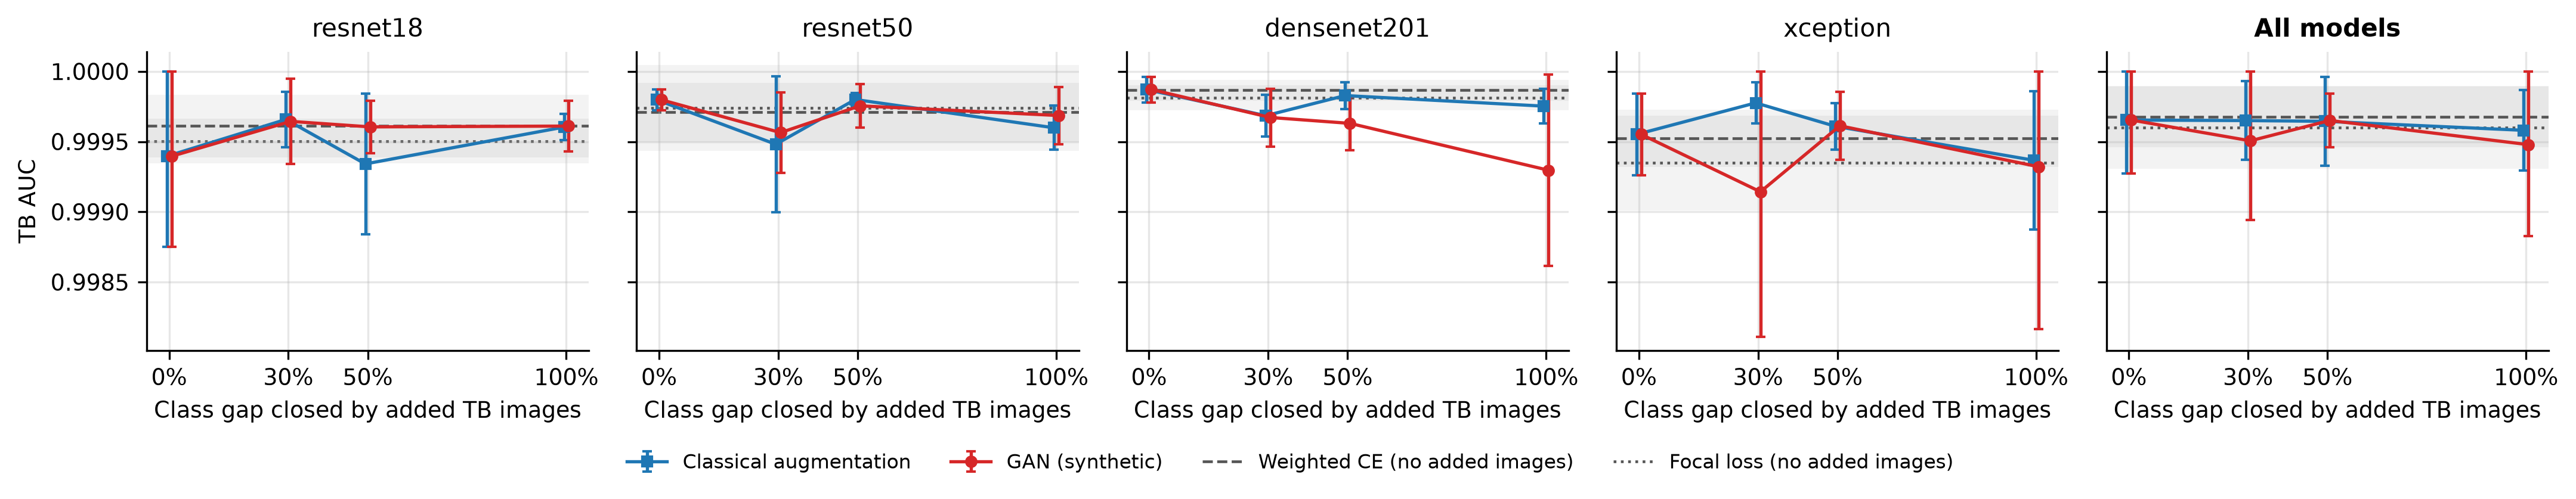 resnet18
resnet50
densenet201
xception
All models
TB AUC
1.0000
0.9995
0.9990
0.9985
0% 30% 50% 100%
0% 30% 50% 100%
0% 30% 50% 100%
0% 30% 50% 100%
0% 30% 50% 100%
Class gap closed by added TB images
Class gap closed by added TB images
Class gap closed by added TB images
Class gap closed by added TB images
Class gap closed by added TB images
Classical augmentation
GAN (synthetic)
Weighted CE (no added images)
Focal loss (no added images)